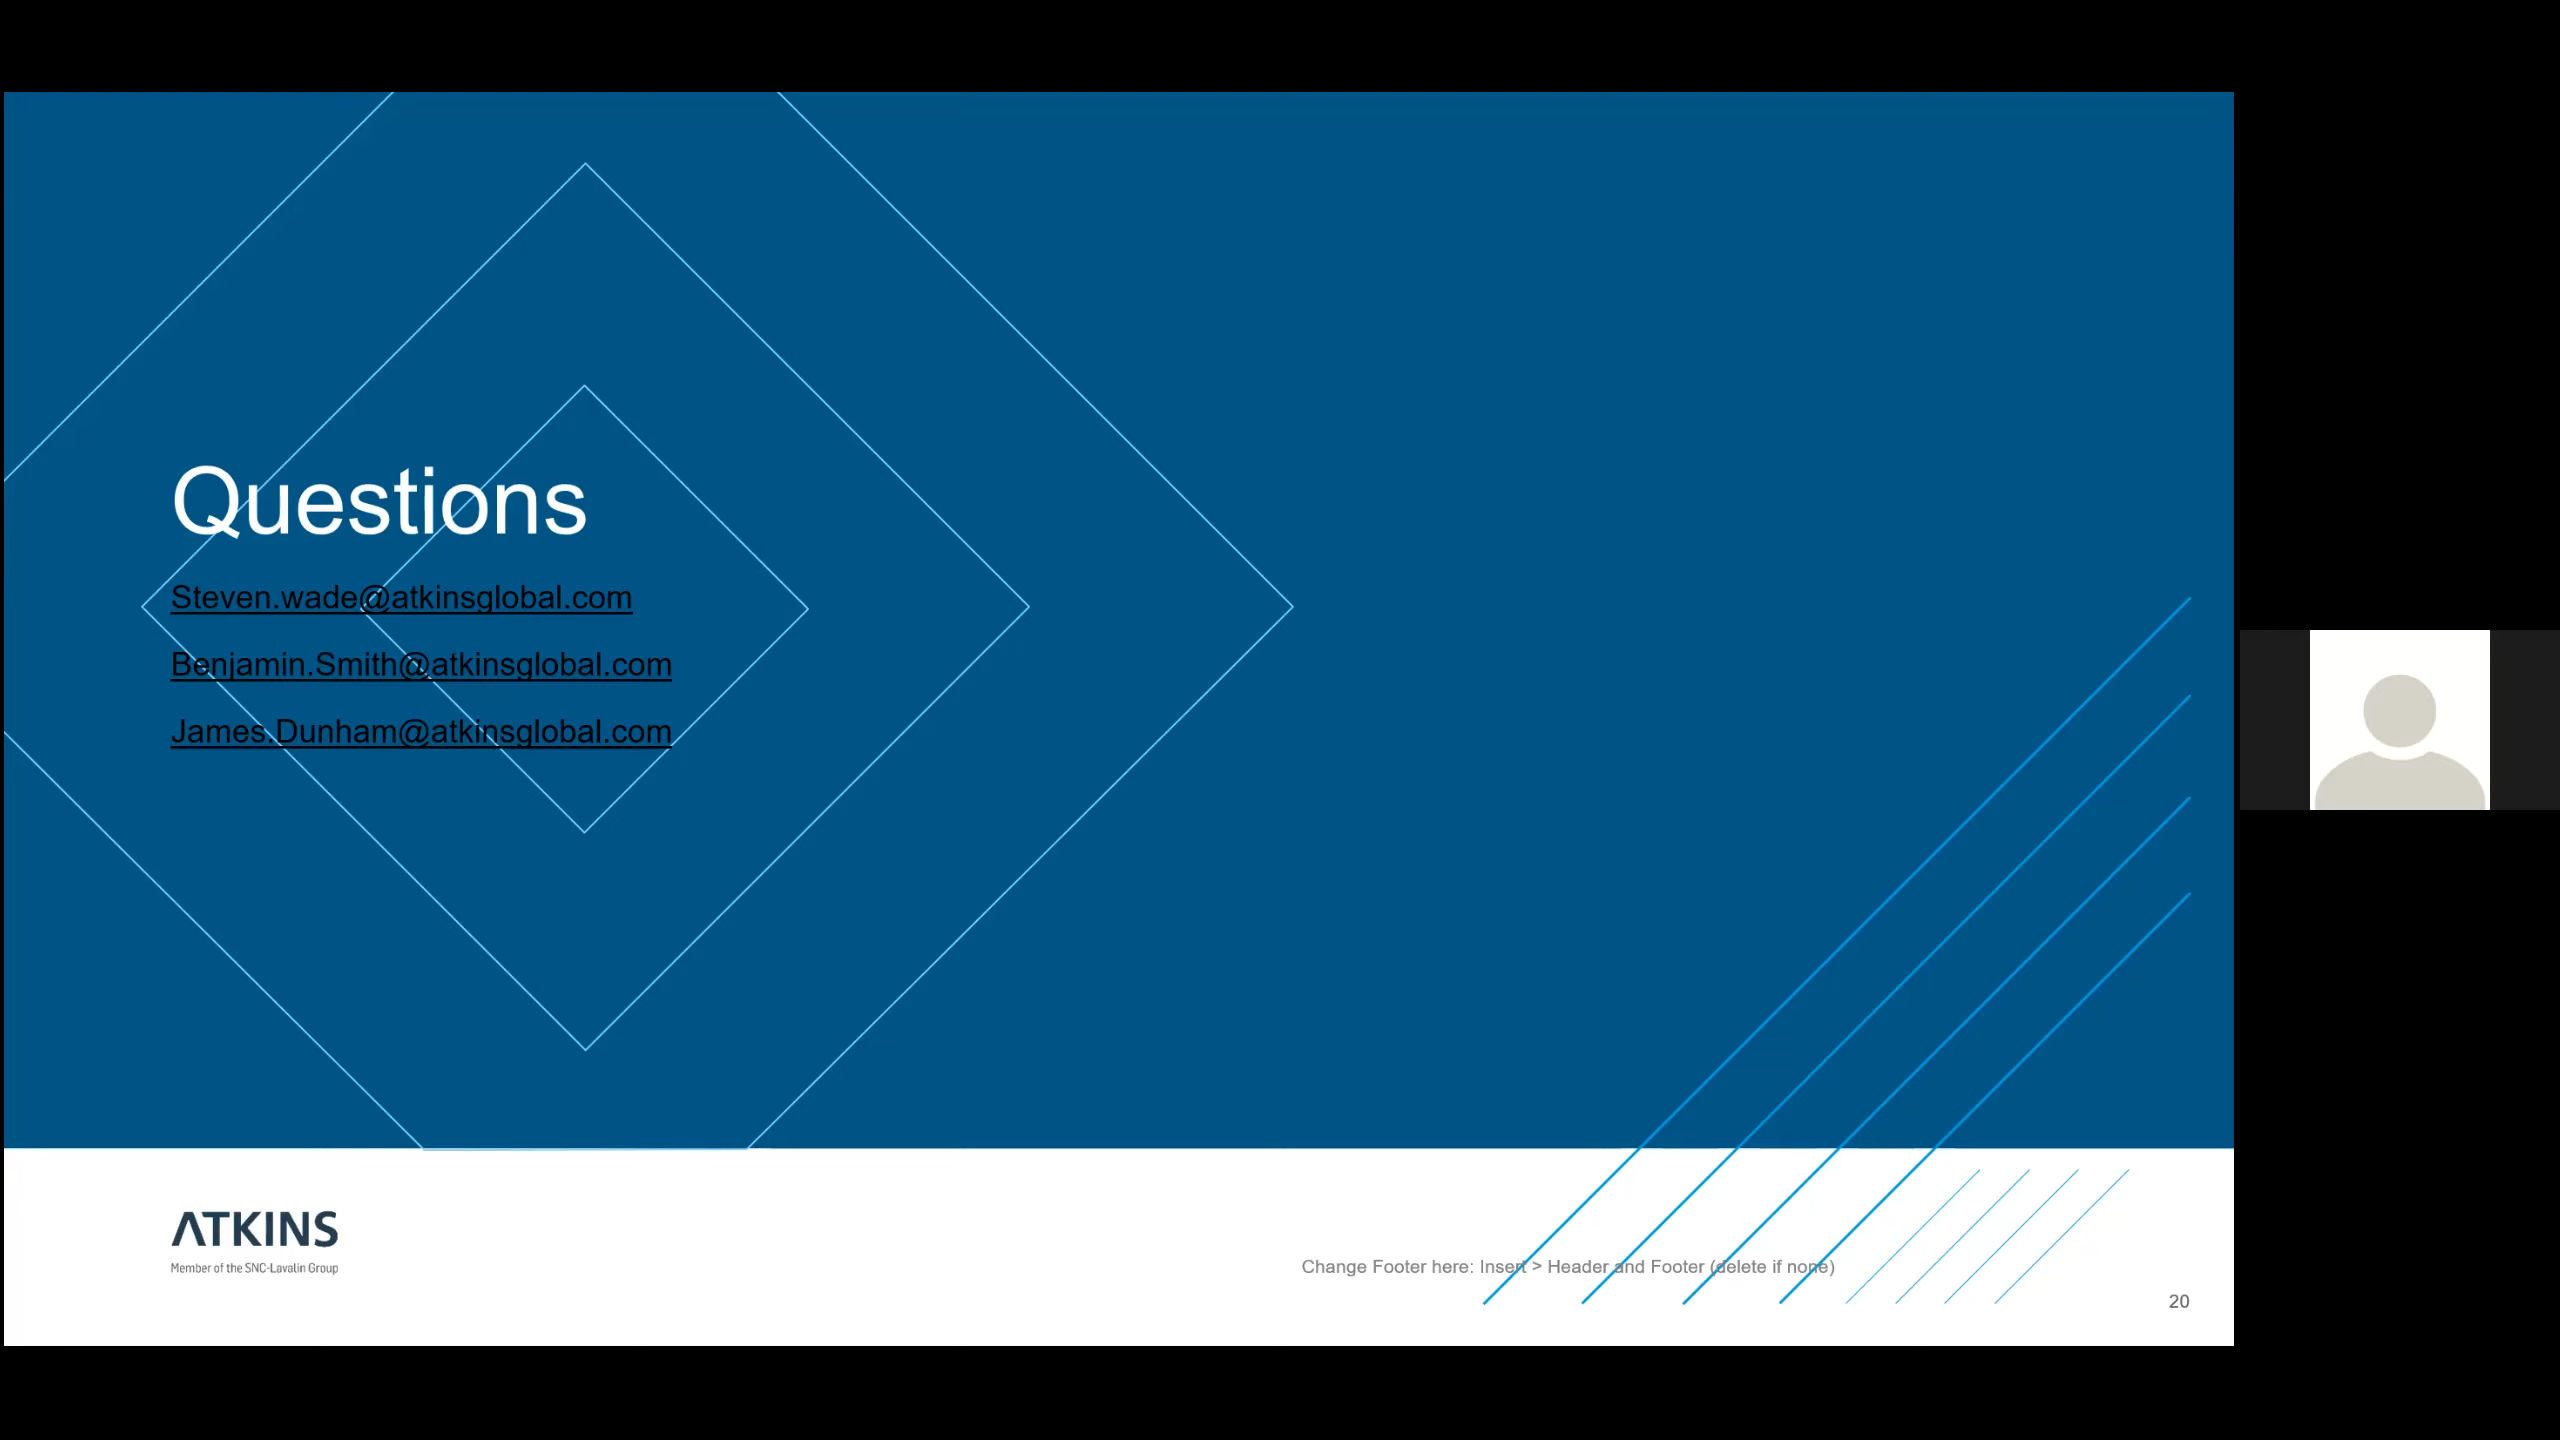 Questions
Steven.wade@atkinsglobal.com
Benjamin.Smith@atkinsglobal.com
James.Dunham@atkinsglobal.com
ATKINS
Member of the SNC-Lavalin Group
Change Footer here: Insert > Header and Footer (delete if none)
20